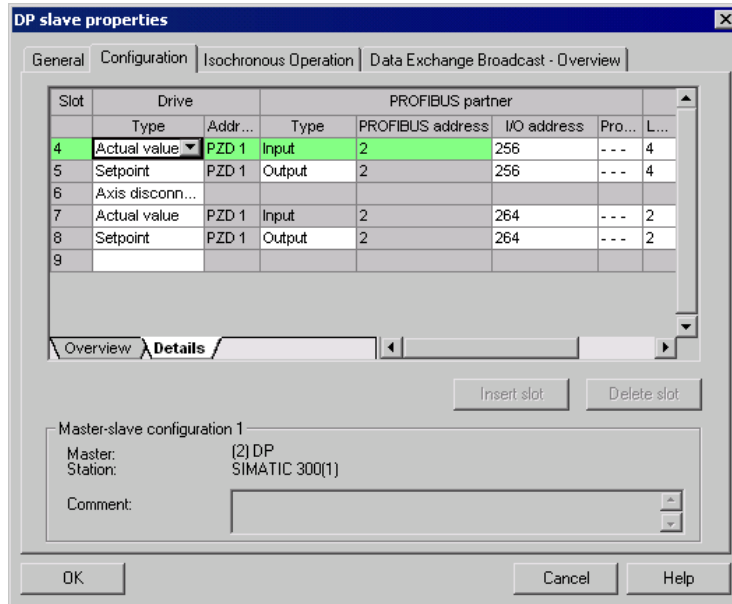 DP slave properties
General Configuration Isochronous Operation Data Exchange Broadcast - Overview
Slot Drive PROFIBUS partner
Type Addr... Type PROFIBUS address I/O address Pro... L...
4 Actual value PZD 1 Input 2 256 --- 4
5 Setpoint PZD 1 Output 2 256 --- 4
6 Axis disconn...
7 Actual value PZD 1 Input 2 264 --- 2
8 Setpoint PZD 1 Output 2 264 --- 2
9
Overview Details
Insert slot Delete slot
Master-slave configuration 1
Master: (2) DP
Station: SIMATIC 300(1)
Comment:
OK Cancel Help